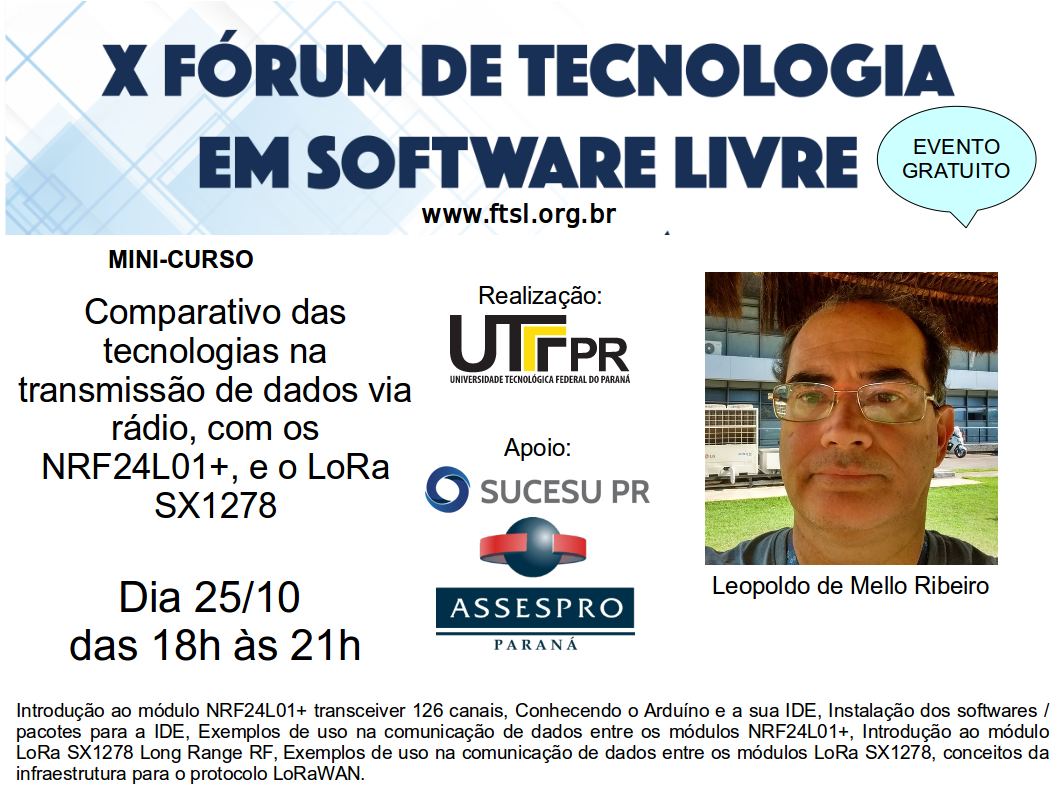 X FÓRUM DE TECNOLOGIA
EM SOFTWARE LIVRE
EVENTO
GRATUITO
www.ftsl.org.br
MINI-CURSO
Comparativo das
tecnologias na
transmissão de dados via
rádio, com os
NRF24L01+, e o LoRa
SX1278
Dia 25/10
das 18h às 21h
Realização:
UTFPR
UNIVERSIDADE TECNOLÓGICA FEDERAL DO PARANÁ
Apoio:
SUCESU PR
ASSESPRO
PARANÁ
Leopoldo de Mello Ribeiro
Introdução ao módulo NRF24L01+ transceiver 126 canais, Conhecendo o Arduíno e a sua IDE, Instalação dos softwares /
pacotes para a IDE, Exemplos de uso na comunicação de dados entre os módulos NRF24L01+, Introdução ao módulo
LoRa SX1278 Long Range RF, Exemplos de uso na comunicação de dados entre os módulos LoRa SX1278, conceitos da
infraestrutura para o protocolo LoRaWAN.